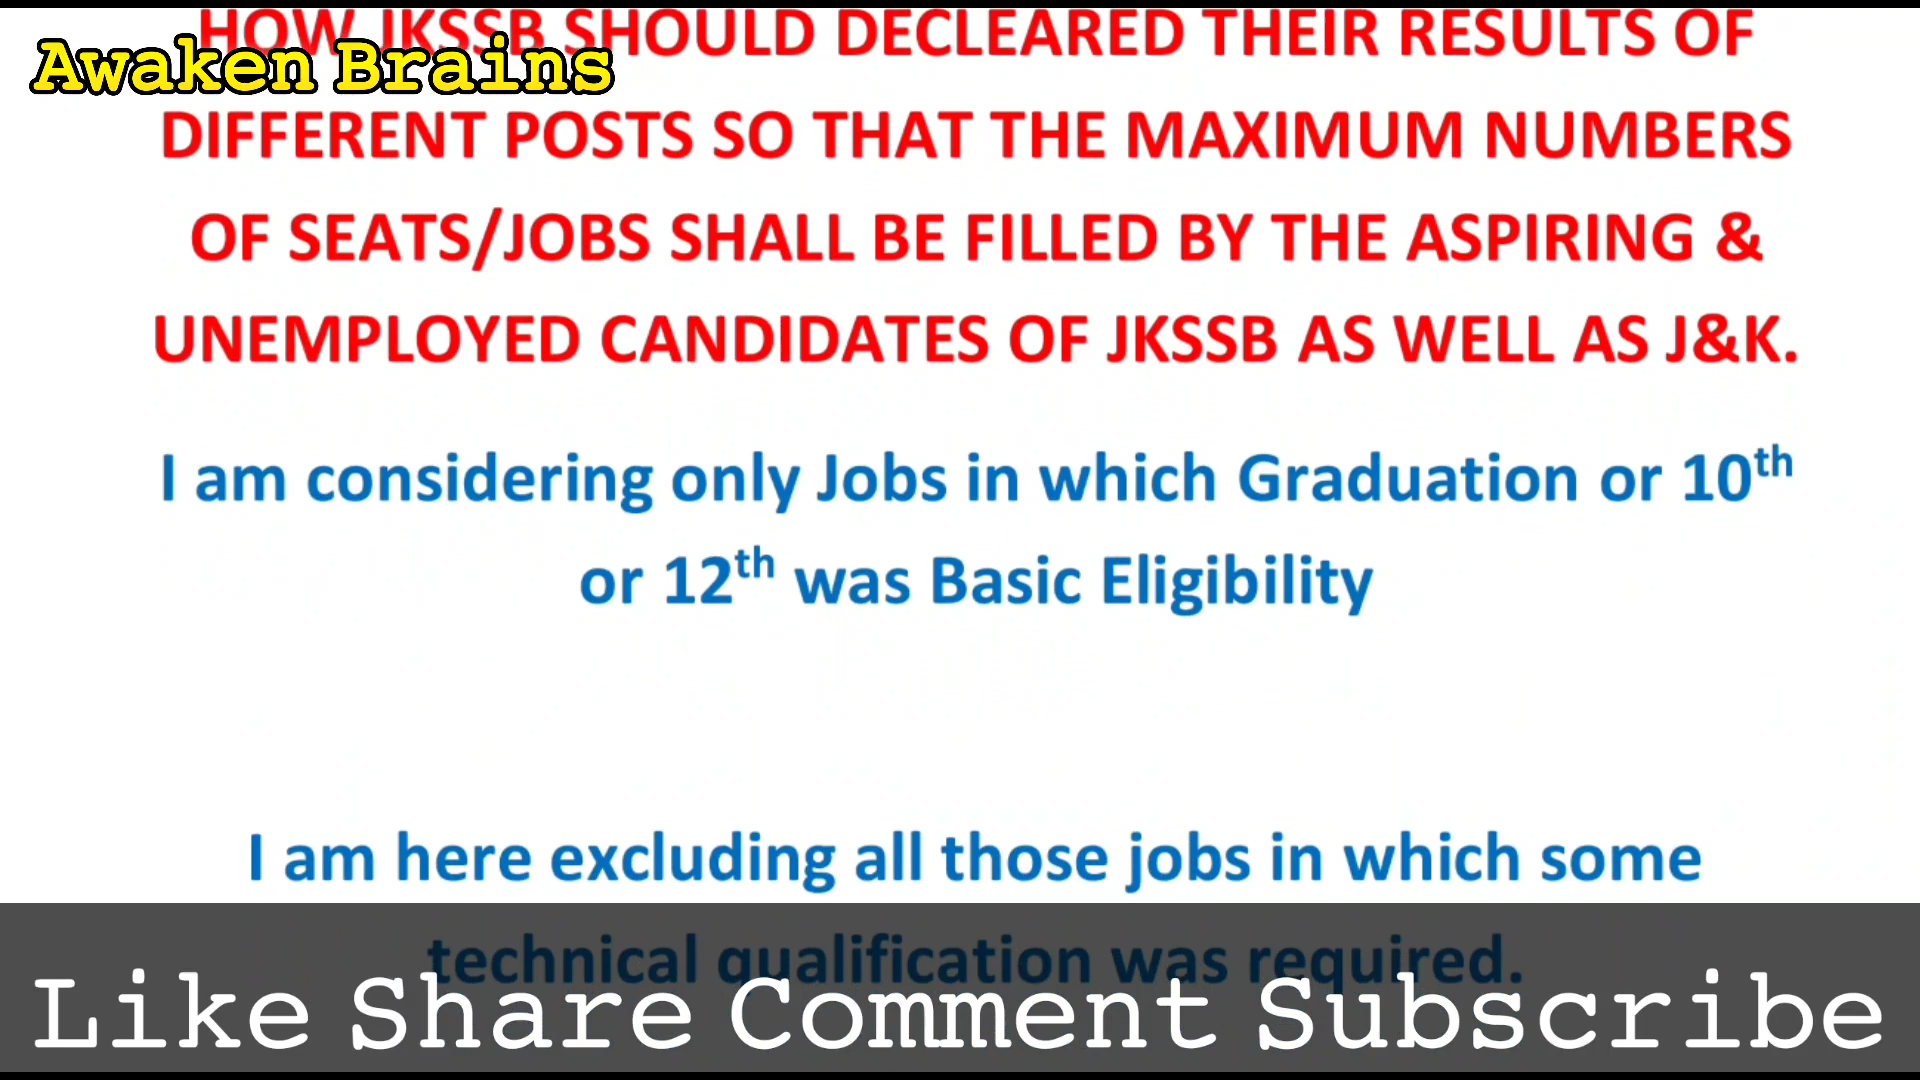 HOW JKSSB SHOULD DECLEARED THEIR RESULTS OF
Awaken Brains
DIFFERENT POSTS SO THAT THE MAXIMUM NUMBERS
OF SEATS/JOBS SHALL BE FILLED BY THE ASPIRING &
UNEMPLOYED CANDIDATES OF JKSSB AS WELL AS J&K.
I am considering only Jobs in which Graduation or 10th
or 12th was Basic Eligibility
I am here excluding all those jobs in which some
technical qualification was required.
Like Share Comment Subscribe